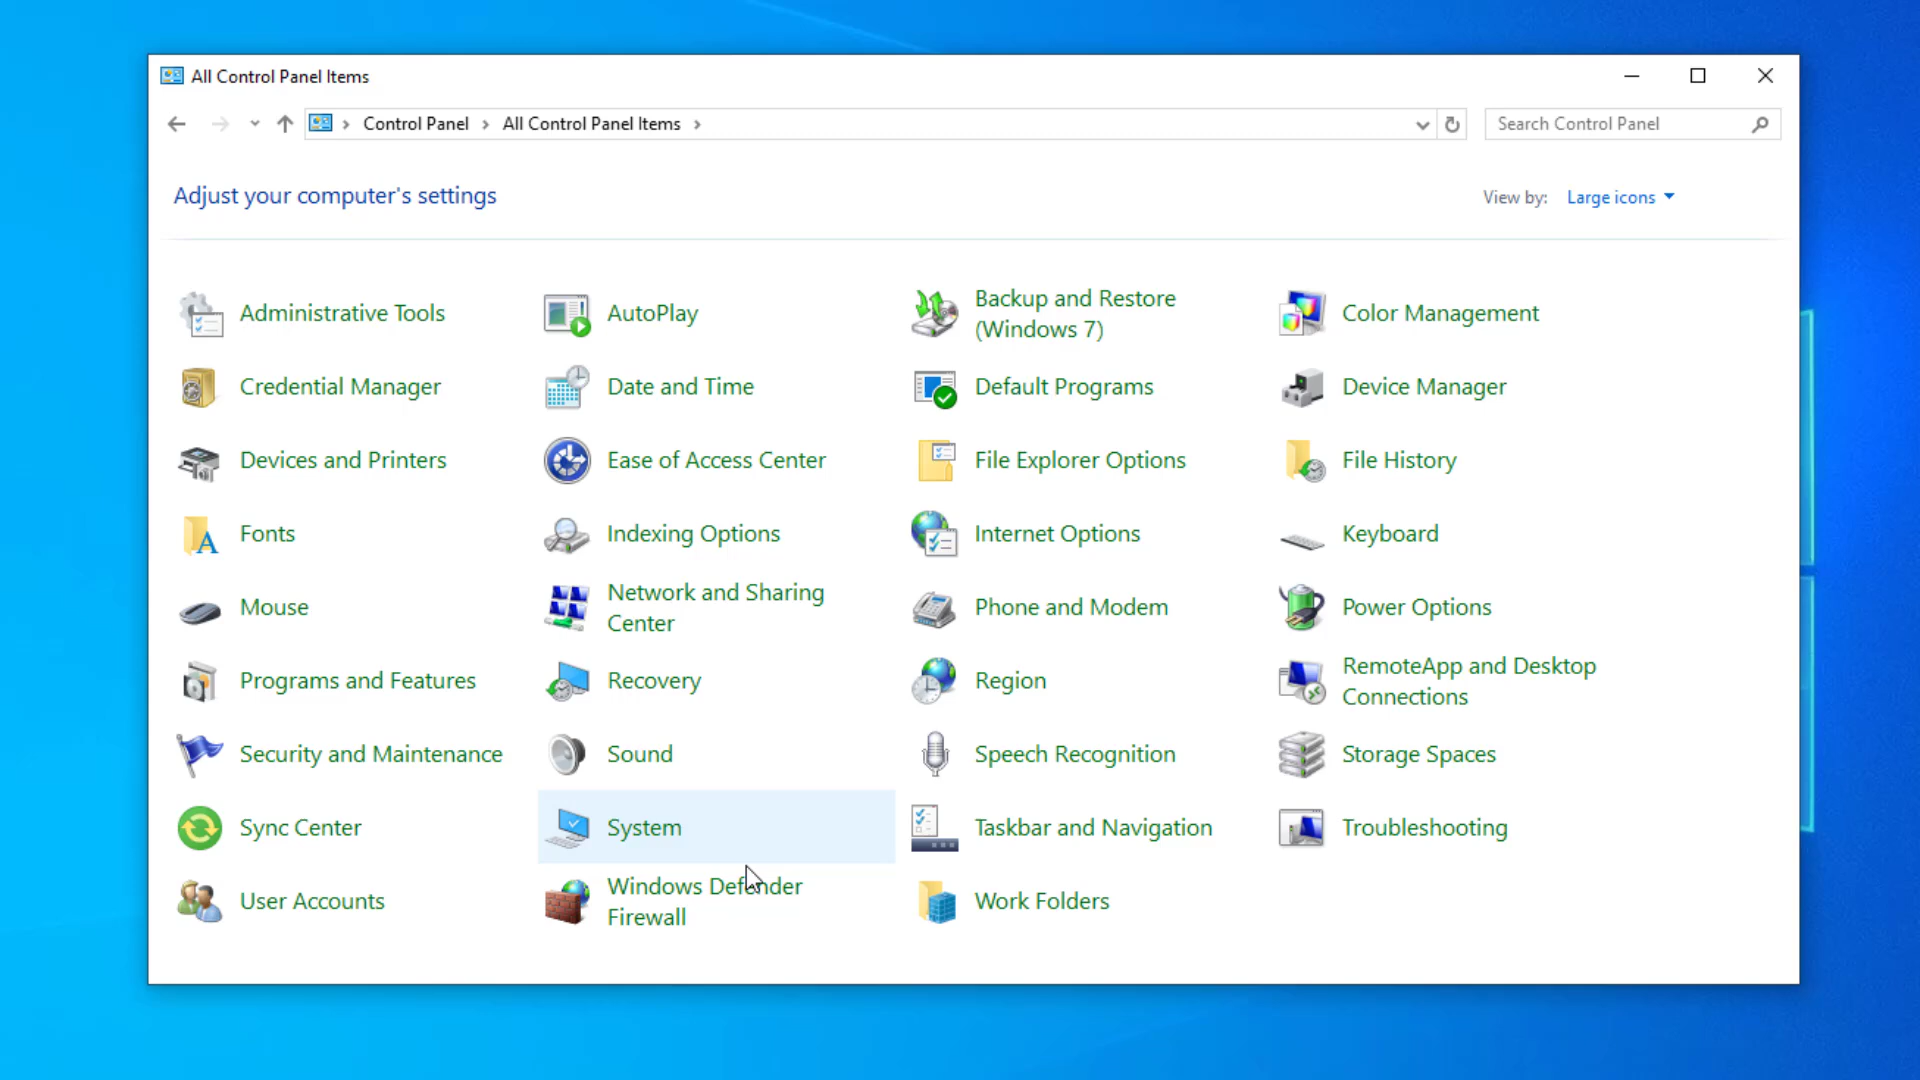 All Control Panel Items
Control Panel All Control Panel Items
Search Control Panel
Adjust your computer's settings
View by: Large icons
Administrative Tools
AutoPlay
Backup and Restore
(Windows 7)
Color Management
Credential Manager
Date and Time
Default Programs
Device Manager
Devices and Printers
Ease of Access Center
File Explorer Options
File History
Fonts
Indexing Options
Internet Options
Keyboard
Mouse
Network and Sharing
Center
Phone and Modem
Power Options
Programs and Features
Recovery
Region
RemoteApp and Desktop
Connections
Security and Maintenance
Sound
Speech Recognition
Storage Spaces
Sync Center
System
Taskbar and Navigation
Troubleshooting
User Accounts
Windows Defender
Firewall
Work Folders